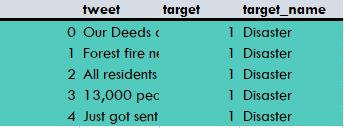 tweet target target_name
0 Our Deeds a 1 Disaster
1 Forest fire ne 1 Disaster
2 All residents 1 Disaster
3 13,000 peo 1 Disaster
4 Just got sent 1 Disaster